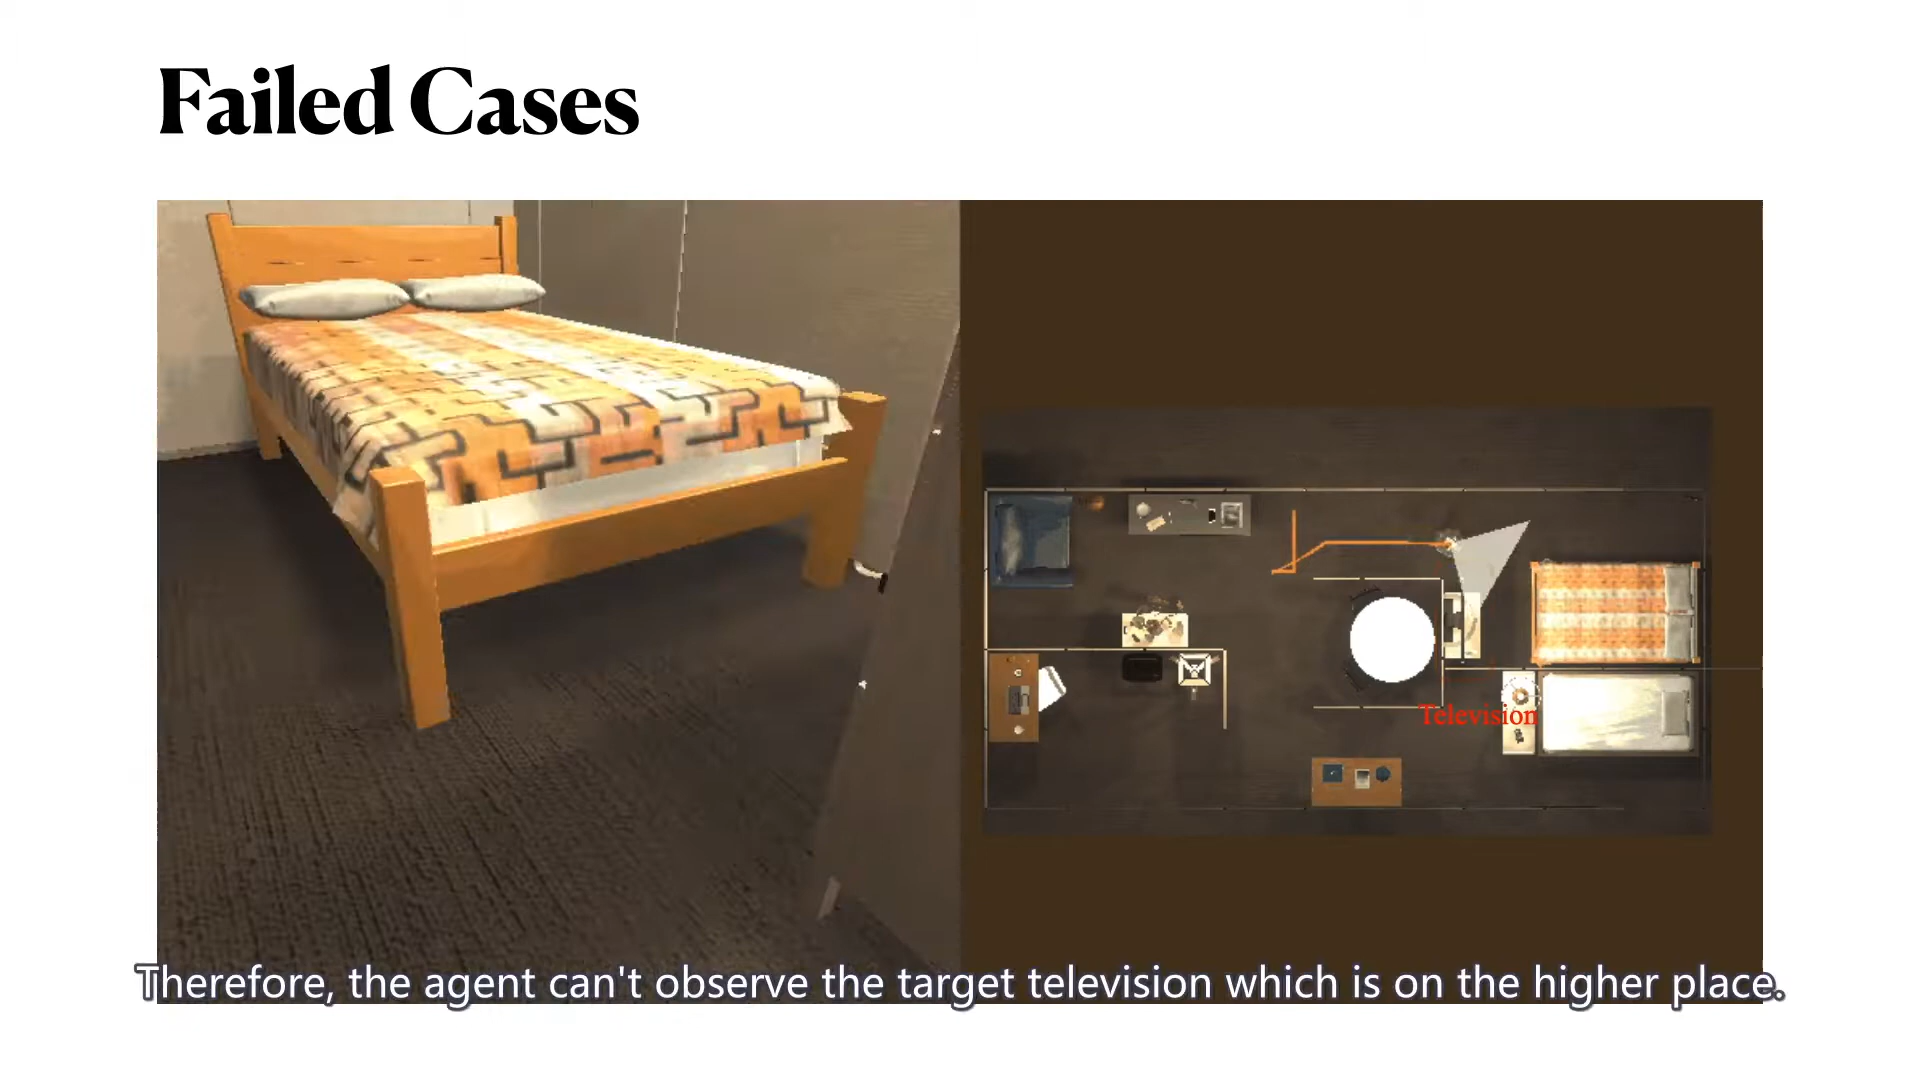 Failed Cases
Television
Therefore, the agent can't observe the target television which is on the higher place.